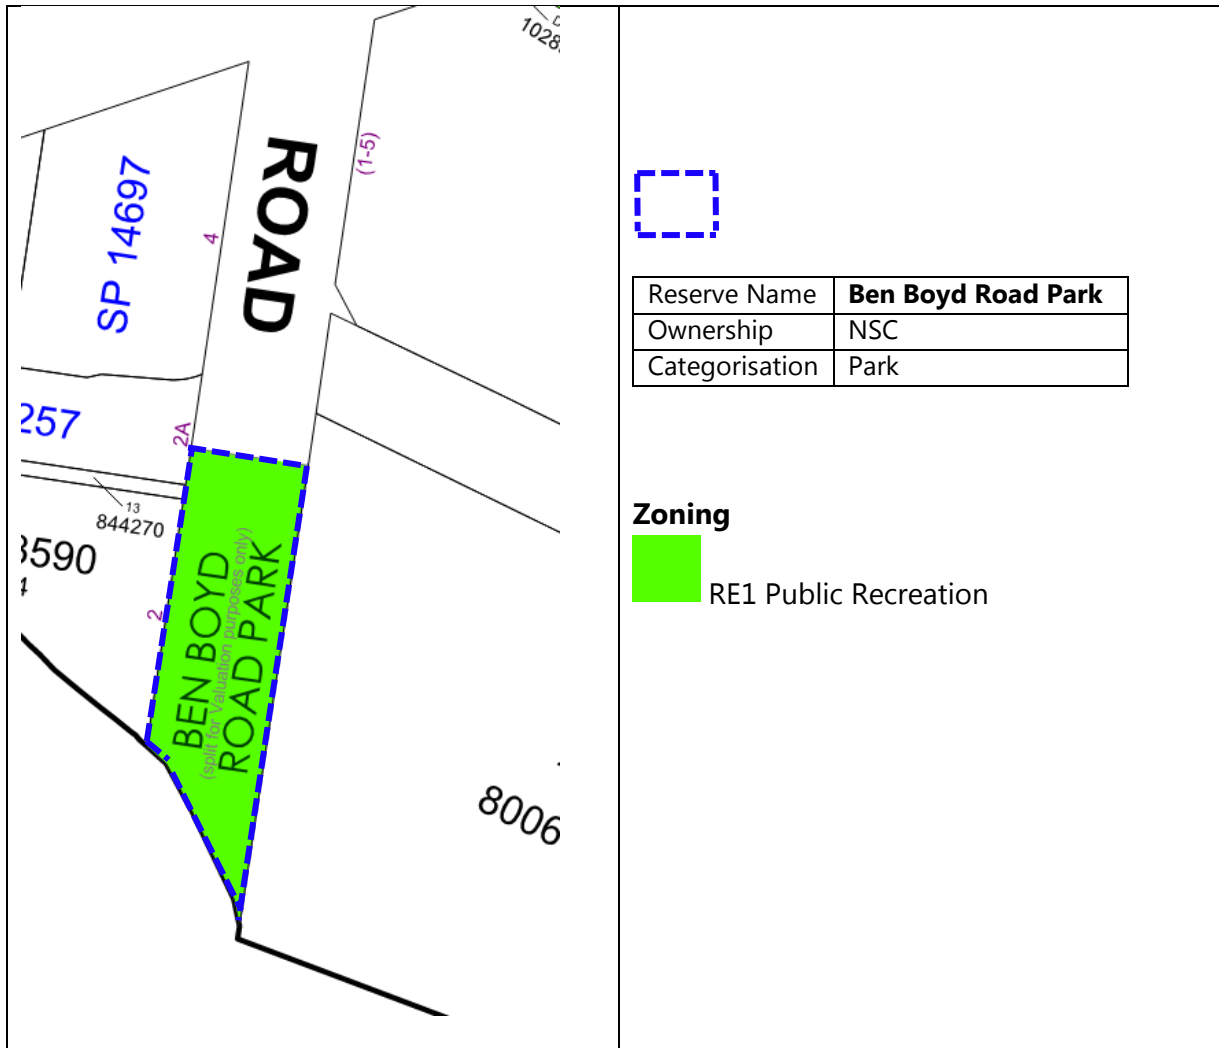 1028
(1-5)
ROAD
SP 14697
4
257
2A
13
844270
3590
4
2
BEN BOYD
(split for Valuation purposes only)
ROAD PARK
8006
Reserve Name Ben Boyd Road Park
Ownership NSC
Categorisation Park
Zoning
RE1 Public Recreation